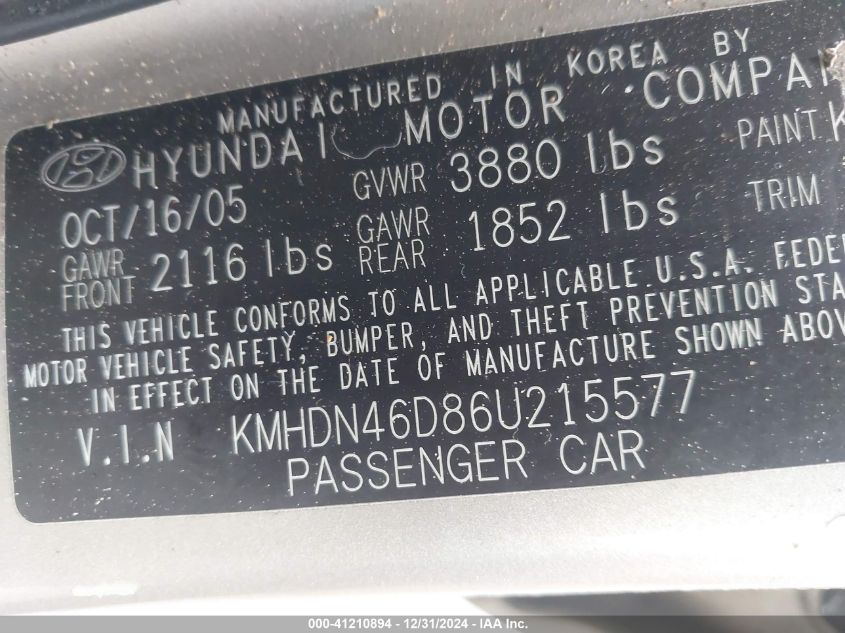 MANUFACTURED IN KOREA BY
HYUNDAI MOTOR COMPA
OCT/16/05 GVWR 3880 lbs PAINT K
GAWR FRONT 2116 lbs GAWR REAR 1852 lbs TRIM
THIS VEHICLE CONFORMS TO ALL APPLICABLE U.S.A. FEDE
MOTOR VEHICLE SAFETY, BUMPER, AND THEFT PREVENTION STA
IN EFFECT ON THE DATE OF MANUFACTURE SHOWN ABOV
V.I.N KMHDN46D86U215577
PASSENGER CAR
000-41210894 - 12/31/2024 - IAA Inc.